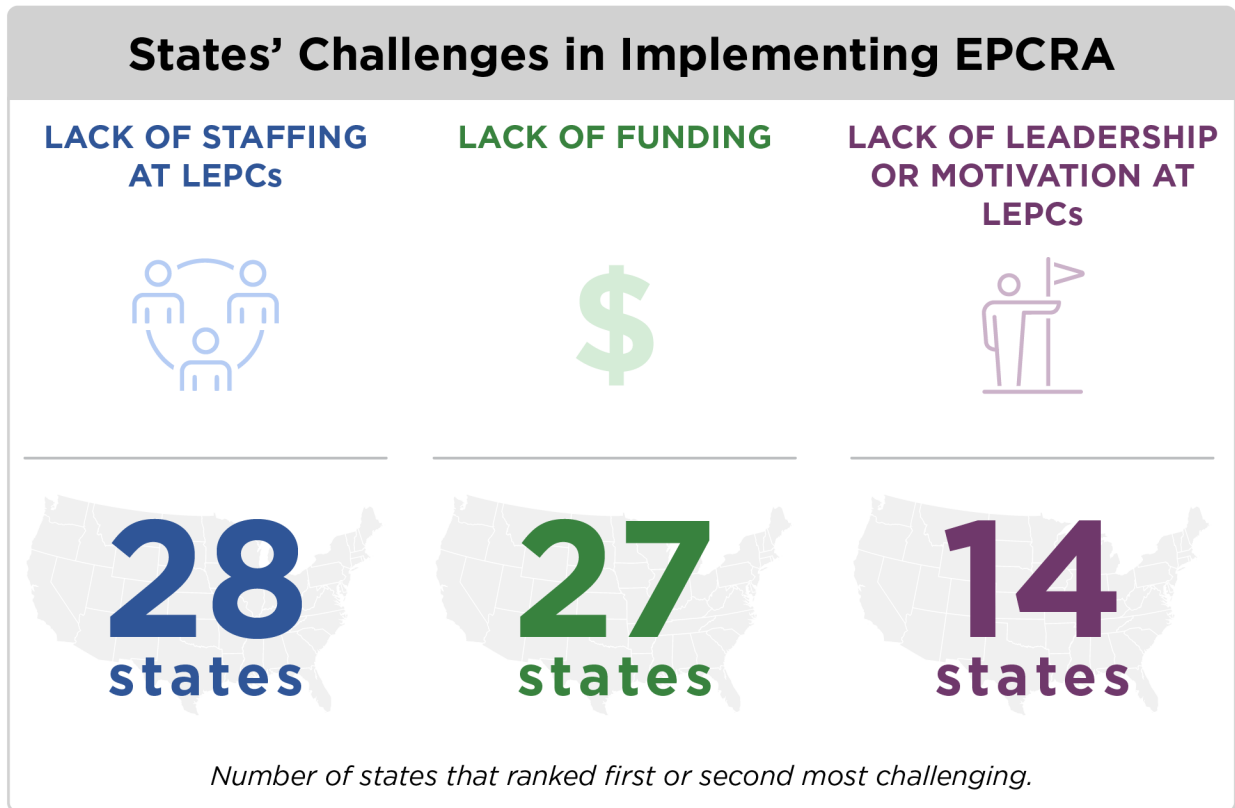 States’ Challenges in Implementing EPCRA
LACK OF STAFFING
AT LEPCs
LACK OF FUNDING
LACK OF LEADERSHIP
OR MOTIVATION AT
LEPCs
$
28
states
27
states
14
states
Number of states that ranked first or second most challenging.